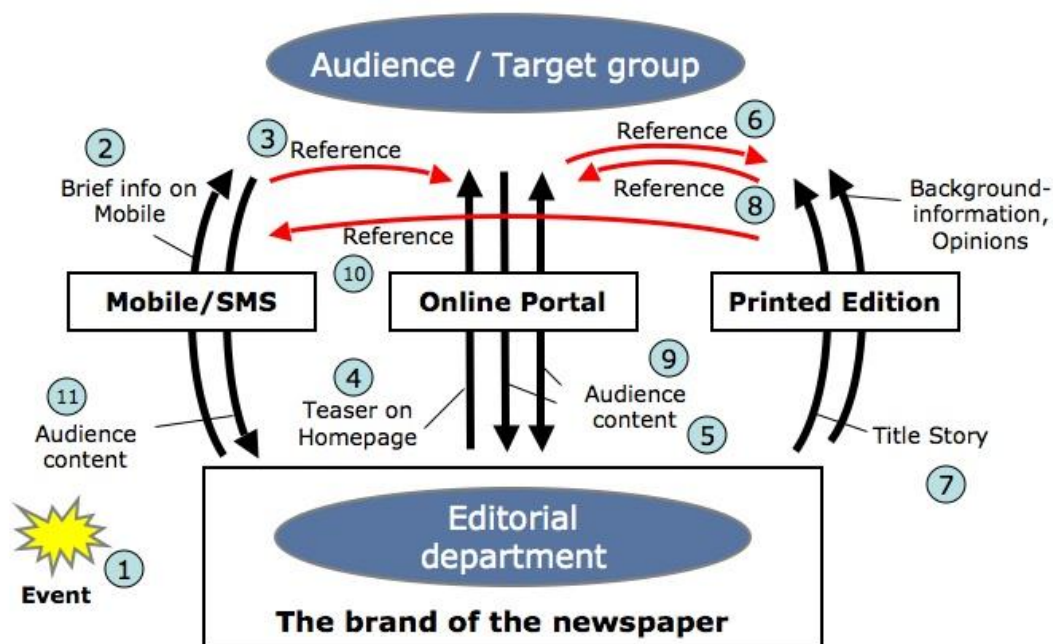 Audience / Target group
6
Reference
3
Reference
2
Brief info on
Mobile
Reference
8
Background-
information,
Opinions
Reference
10
Mobile/SMS
Online Portal
Printed Edition
9
4
Audience
content
5
Teaser on
Homepage
11
Audience
content
Title Story
7
Editorial
department
1
Event
The brand of the newspaper